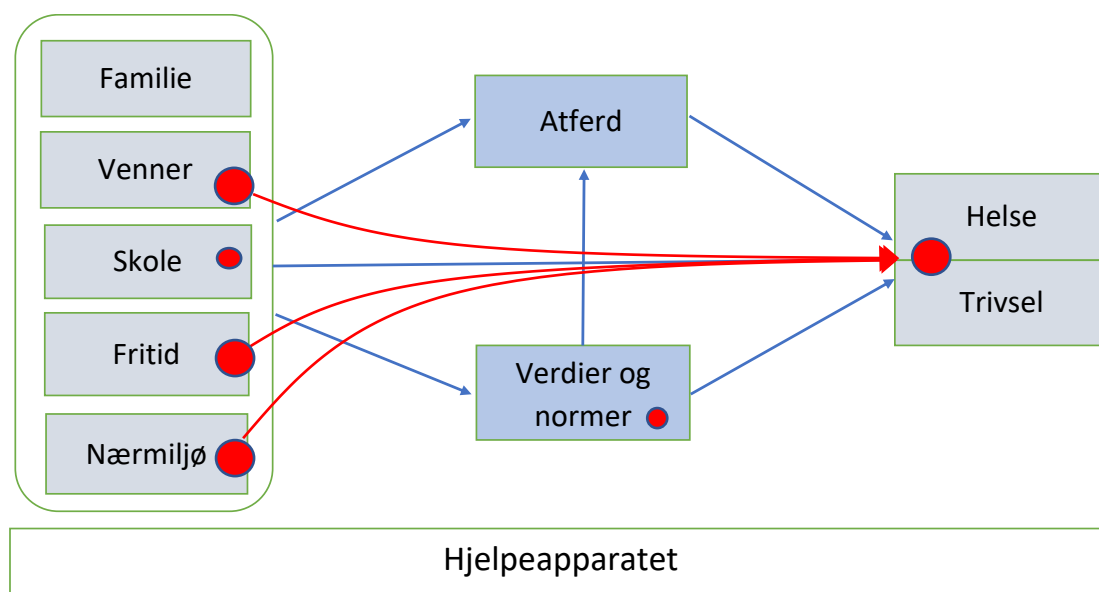 Familie
Venner
Skole
Fritid
Nærmiljø
Atferd
Verdier og
normer
Helse
Trivsel
Hjelpeapparatet